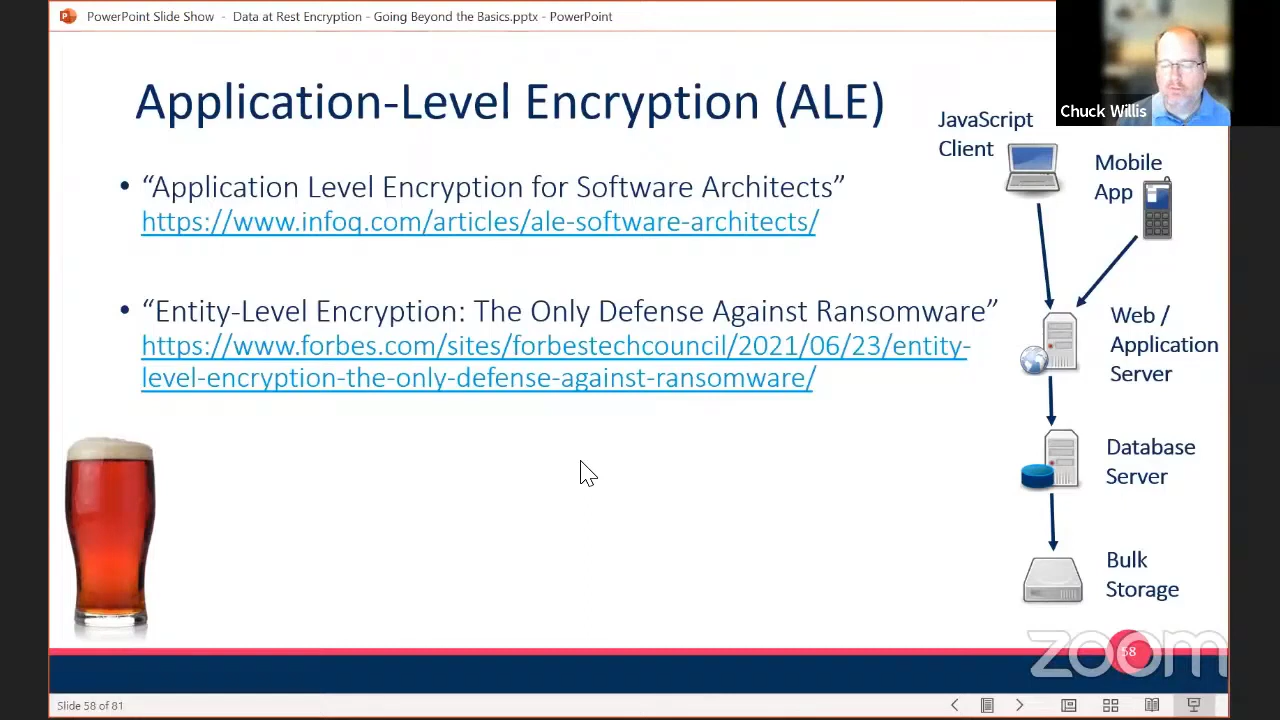 PowerPoint Slide Show - Data at Rest Encryption - Going Beyond the Basics.pptx - PowerPoint
Application-Level Encryption (ALE)
Chuck Willis
• “Application Level Encryption for Software Architects”
https://www.infoq.com/articles/ale-software-architects/
• “Entity-Level Encryption: The Only Defense Against Ransomware”
https://www.forbes.com/sites/forbestechcouncil/2021/06/23/entity-
level-encryption-the-only-defense-against-ransomware/
JavaScript
Client
Mobile
App
Web /
Application
Server
Database
Server
Bulk
Storage
zoom
58
Slide 58 of 81